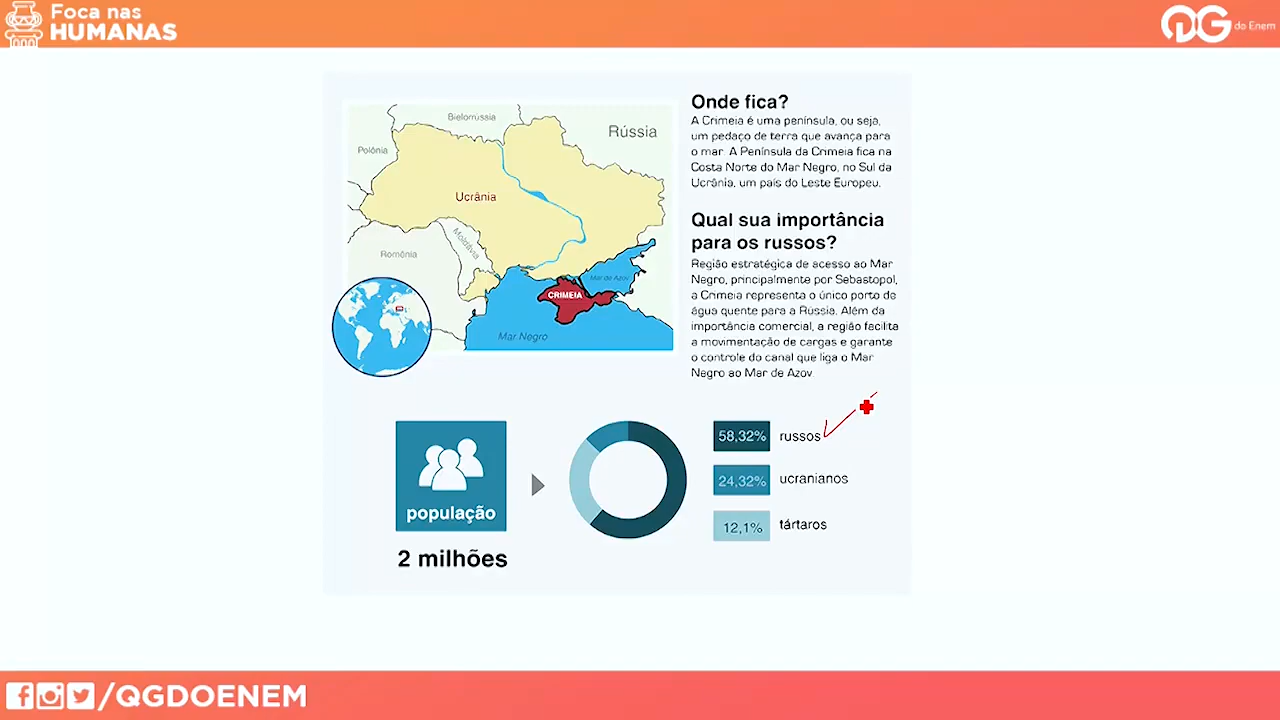 Foca nas
HUMANAS
QG do Enem
Bielorrússia
Rússia
Polônia
Ucrânia
Moldávia
Romênia
Mar de Azov
CRIMEIA
Mar Negro
Onde fica?
A Crimeia é uma península, ou seja,
um pedaço de terra que avança para
o mar. A Península da Crimeia fica na
Costa Norte do Mar Negro, no Sul da
Ucrânia, um país do Leste Europeu.
Qual sua importância
para os russos?
Região estratégica de acesso ao Mar
Negro, principalmente por Sebastopol,
a Crimeia representa o único porto de
água quente para a Rússia. Além da
importância comercial, a região facilita
a movimentação de cargas e garante
o controle do canal que liga o Mar
Negro ao Mar de Azov.
população
2 milhões
58,32% russos
24,32% ucranianos
12,1% tártaros
/QGDOENEM